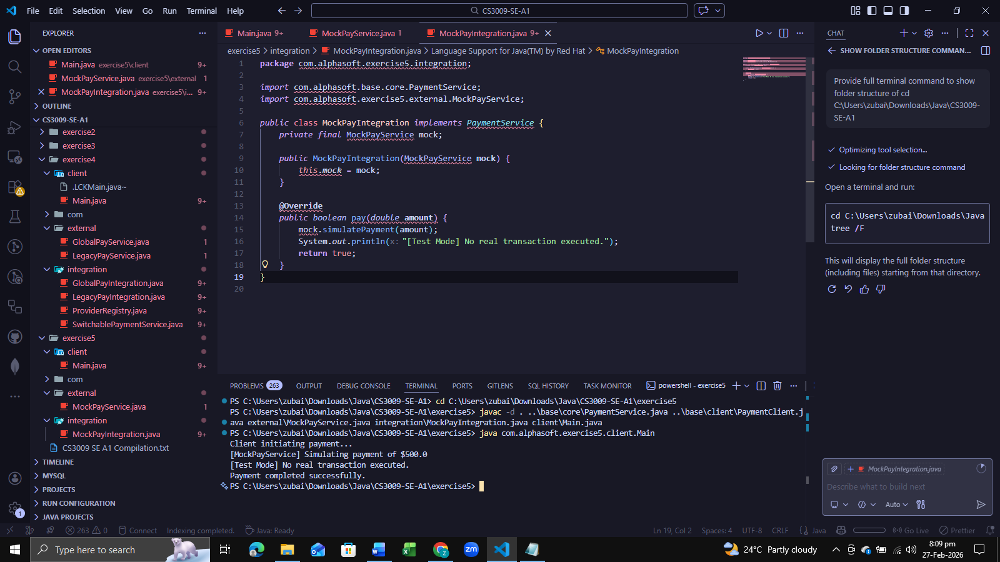 File Edit Selection View Go Run Terminal Help
CS3009-SE-A1
EXPLORER
OPEN EDITORS
Main.java exercise5\client 9+
MockPayService.java exercise5\external 1
MockPayIntegration.java exercise5\i... 9+
OUTLINE
CS3009-SE-A1
exercise2
exercise3
exercise4
client
.LCKMain.java~
Main.java 9+
com
external
GlobalPayService.java 1
LegacyPayService.java 1
integration
GlobalPayIntegration.java 9+
LegacyPayIntegration.java 9+
ProviderRegistry.java 9+
SwitchablePaymentService.java 9+
exercise5
client
Main.java 9+
com
external
MockPayService.java 1
integration
MockPayIntegration.java 9+
CS3009 SE A1 Compilation.txt
TIMELINE
MYSQL
PROJECTS
RUN CONFIGURATION
JAVA PROJECTS
1
Main.java 9+ MockPayService.java 1 MockPayIntegration.java 9+
exercise5 > integration > MockPayIntegration.java > Language Support for Java(TM) by Red Hat > MockPayIntegration
1 package com.alphasoft.exercise5.integration;
2
3 import com.alphasoft.base.core.PaymentService;
4 import com.alphasoft.exercise5.external.MockPayService;
5
6 public class MockPayIntegration implements PaymentService {
7 private final MockPayService mock;
8
9 public MockPayIntegration(MockPayService mock) {
10 this.mock = mock;
11 }
12
13 @Override
14 public boolean pay(double amount) {
15 mock.simulatePayment(amount);
16 System.out.println(x: "[Test Mode] No real transaction executed.");
17 return true;
18 }
19 }
20
PROBLEMS 263 OUTPUT DEBUG CONSOLE TERMINAL PORTS GITLENS SQL HISTORY TASK MONITOR powershell - exercise5
PS C:\Users\zubai\Downloads\Java\CS3009-SE-A1> cd C:\Users\zubai\Downloads\Java\CS3009-SE-A1\exercise5
PS C:\Users\zubai\Downloads\Java\CS3009-SE-A1\exercise5> javac -d . ..\base\core\PaymentService.java ..\base\client\PaymentClient.j
ava external\MockPayService.java integration\MockPayIntegration.java client\Main.java
PS C:\Users\zubai\Downloads\Java\CS3009-SE-A1\exercise5> java com.alphasoft.exercise5.client.Main
Client initiating payment...
[MockPayService] Simulating payment of $500.0
[Test Mode] No real transaction executed.
Payment completed successfully.
PS C:\Users\zubai\Downloads\Java\CS3009-SE-A1\exercise5>
CHAT
SHOW FOLDER STRUCTURE COMMAN...
Provide full terminal command to show
folder structure of cd
C:\Users\zubai\Downloads\Java\CS3009-
SE-A1
Optimizing tool selection...
Looking for folder structure command
Open a terminal and run:
cd C:\Users\zubai\Downloads\Java
tree /F
This will display the full folder structure
(including files) starting from that directory.
MockPayIntegration.java
Describe what to build next
Auto
263 0 Connect Indexing completed. Java: Ready
Ln 19, Col 2 Spaces: 4 UTF-8 CRLF Java Go Live Prettier
Type here to search
zm
24°C Partly cloudy
8:09 pm
27-Feb-2026